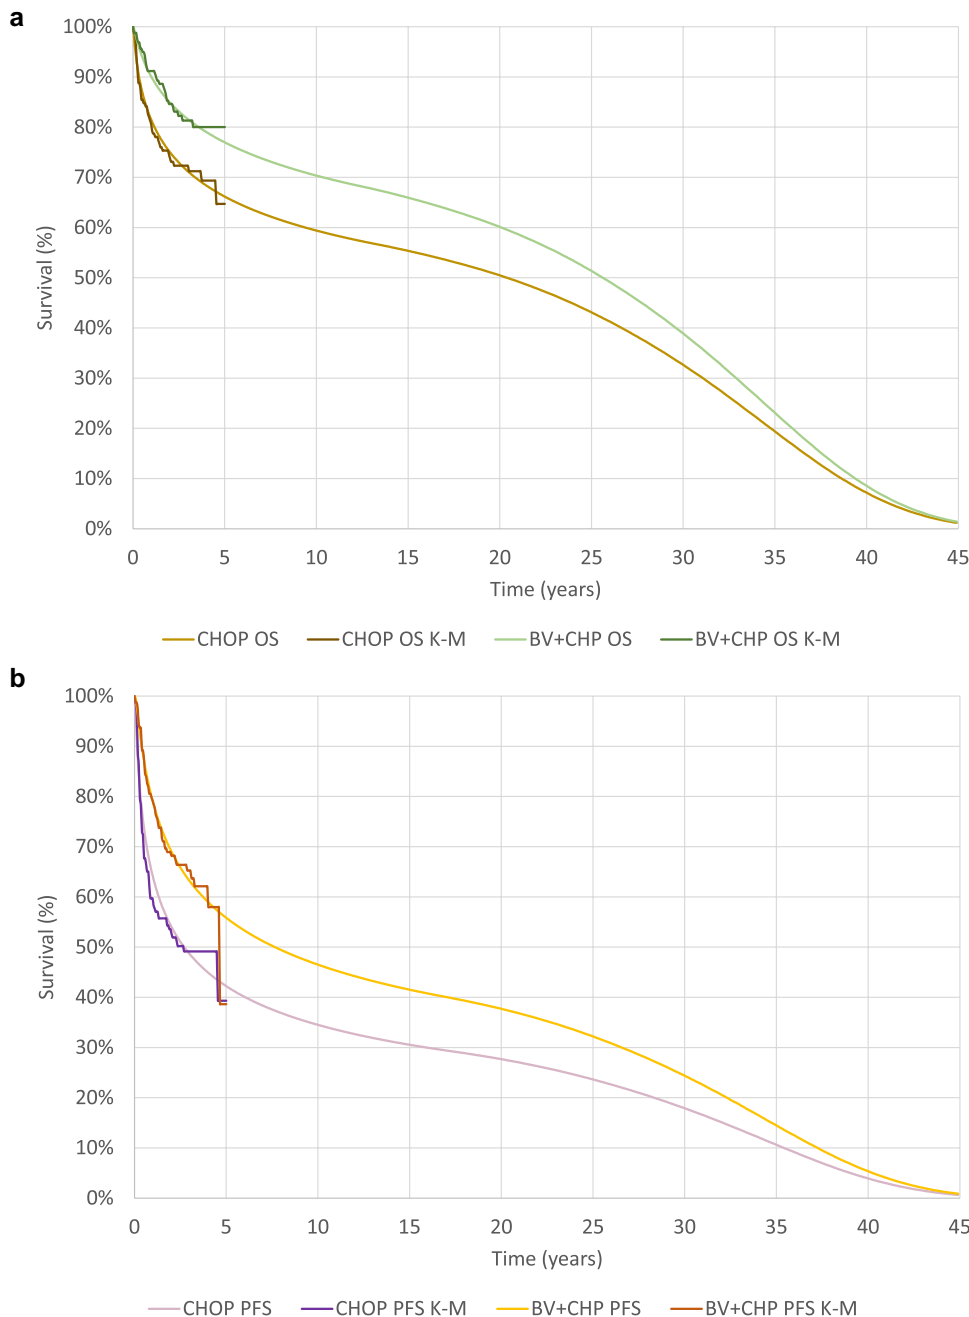 a
100%
90%
80%
70%
60%
50%
40%
30%
20%
10%
0%
Survival (%)
0 5 10 15 20 25 30 35 40 45
Time (years)
CHOP OS CHOP OS K-M BV+CHP OS BV+CHP OS K-M
b
100%
90%
80%
70%
60%
50%
40%
30%
20%
10%
0%
Survival (%)
0 5 10 15 20 25 30 35 40 45
Time (years)
CHOP PFS CHOP PFS K-M BV+CHP PFS BV+CHP PFS K-M